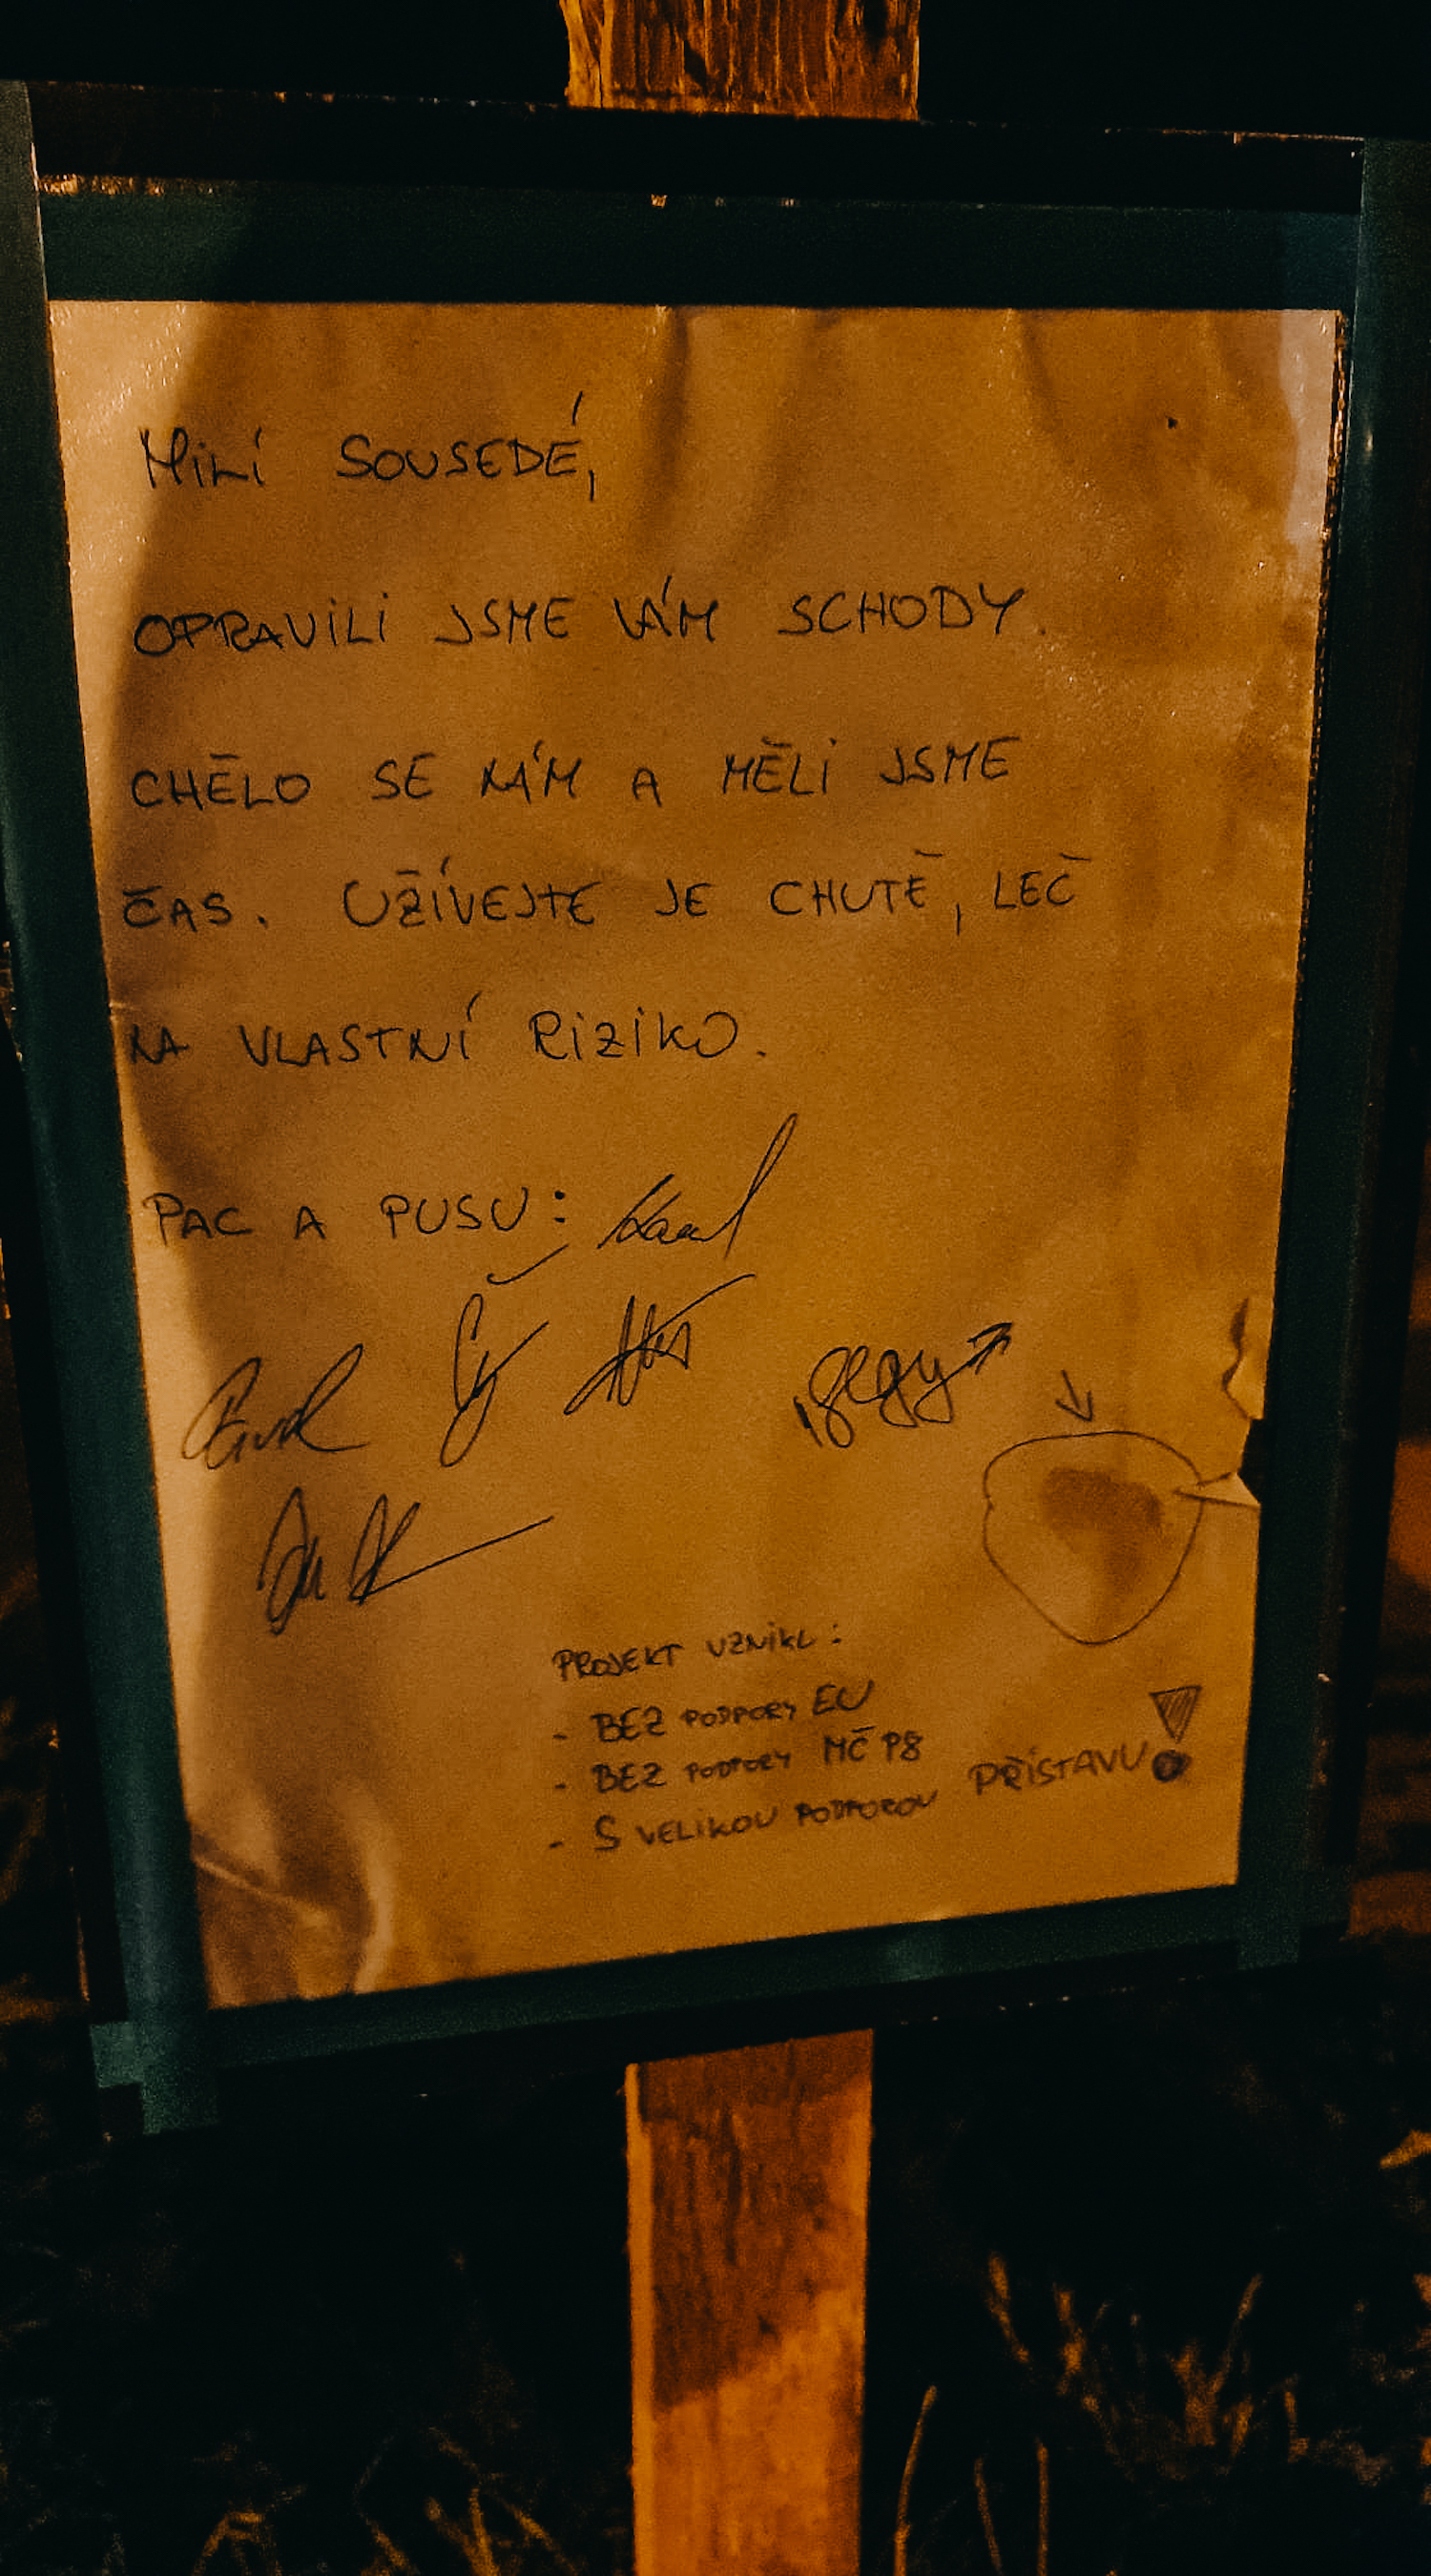 MILÍ SOUSEDÉ,
OPRAVILI JSME VÁM SCHODY.
CHĚLO SE NÁM A MĚLI JSME
ČAS. UŽÍVEJTE JE CHUTĚ, LEČ
NA VLASTNÍ RIZIKO.
PAC A PUSU:
PROJEKT VZNIKL:
- BEZ PODPORY EU
- BEZ PODPORY MČ P8
- S VELIKOU PODPOROU PŘÍSTAVU!